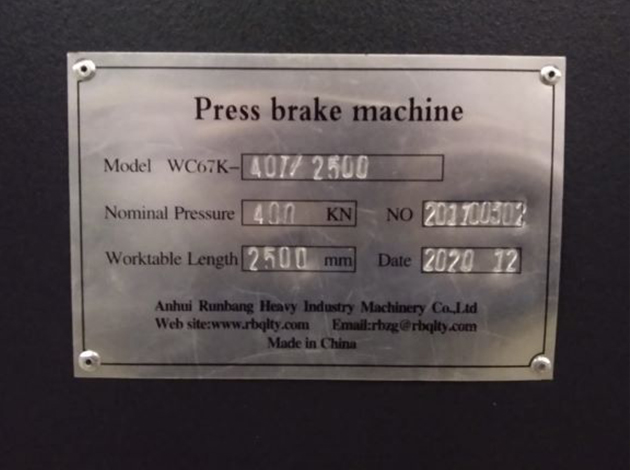 Press brake machine
Model WC67K-40T/2500
Nominal Pressure 400 KN NO 201700302
Worktable Length 2500 mm Date 2020 12
Anhui Runbang Heavy Industry Machinery Co.,Ltd
Web site:www.rbqlty.com Email:rbzg@rbqlty.com
Made in China